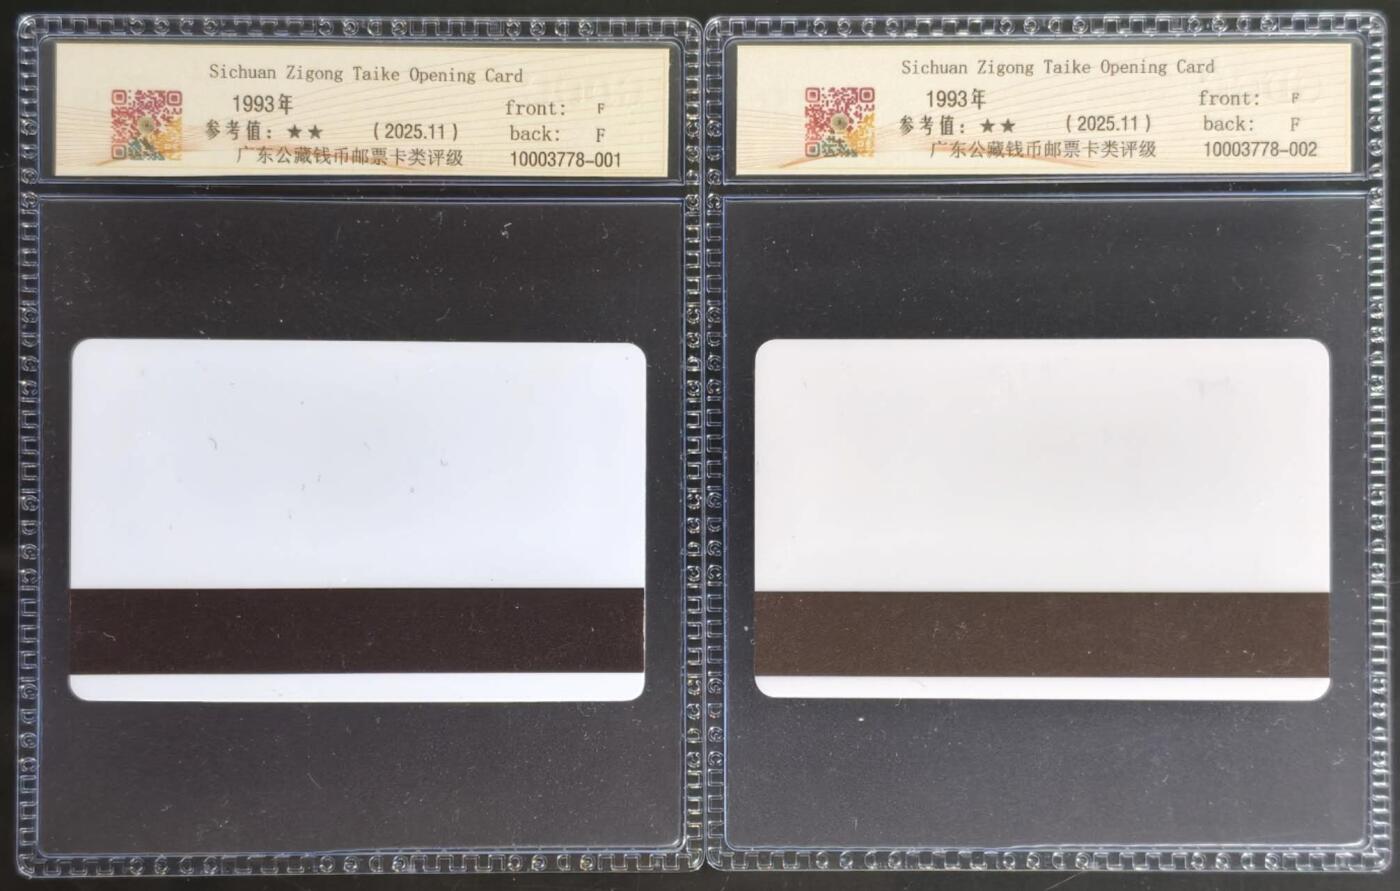 Sichuan Zigong Taike Opening Card
1993年
front: F
参考值：★★ (2025.11)
back: F
广东公藏钱币邮票卡类评级
10003778-001
Sichuan Zigong Taike Opening Card
1993年
front: F
参考值：★★ (2025.11)
back: F
广东公藏钱币邮票卡类评级
10003778-002